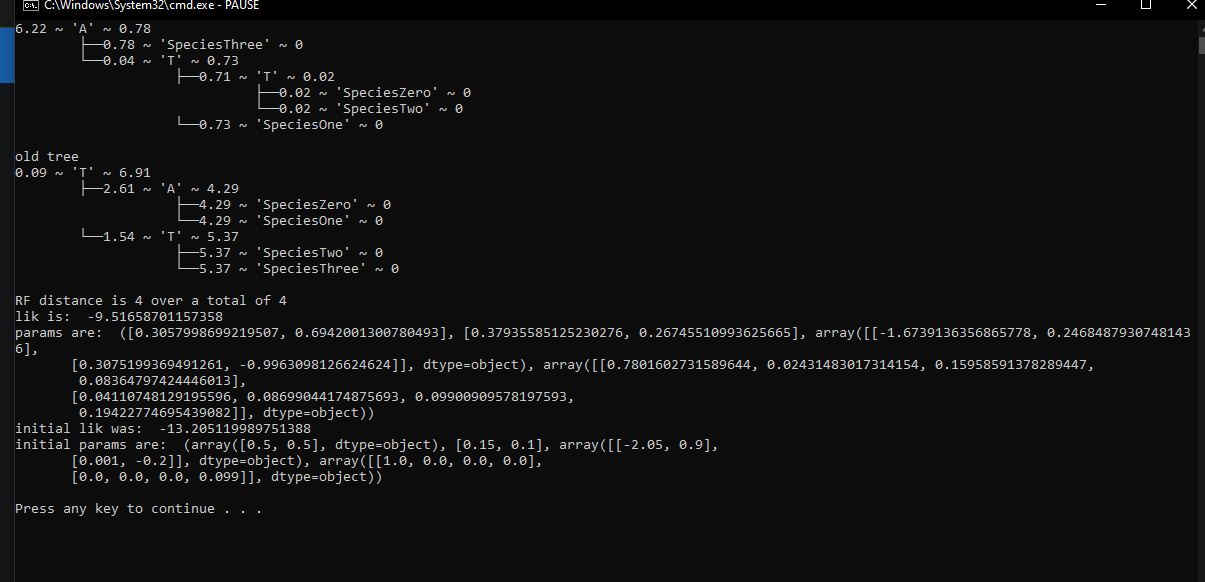 C:\Windows\System32\cmd.exe - PAUSE
6.22 ~ 'A' ~ 0.78
├──0.78 ~ 'SpeciesThree' ~ 0
└──0.04 ~ 'T' ~ 0.73
├──0.71 ~ 'T' ~ 0.02
├──0.02 ~ 'SpeciesZero' ~ 0
└──0.02 ~ 'SpeciesTwo' ~ 0
└──0.73 ~ 'SpeciesOne' ~ 0
old tree
0.09 ~ 'T' ~ 6.91
├──2.61 ~ 'A' ~ 4.29
├──4.29 ~ 'SpeciesZero' ~ 0
└──4.29 ~ 'SpeciesOne' ~ 0
└──1.54 ~ 'T' ~ 5.37
├──5.37 ~ 'SpeciesTwo' ~ 0
└──5.37 ~ 'SpeciesThree' ~ 0
RF distance is 4 over a total of 4
lik is:  -9.51658701157358
params are:  ([0.3057998699219507, 0.6942001300780493], [0.37935585125230276, 0.26745510993625665], array([[-1.6739136356865778, 0.2468487930748143
6],
[0.3075199369491261, -0.9963098126624624]], dtype=object), array([[0.7801602731589644, 0.02431483017314154, 0.15958591378289447,
0.08364797424446013],
[0.04110748129195596, 0.08699044174875693, 0.09900909578197593,
0.19422774695439082]], dtype=object))
initial lik was:  -13.205119989751388
initial params are:  (array([0.5, 0.5], dtype=object), [0.15, 0.1], array([[-2.05, 0.9],
[0.001, -0.2]], dtype=object), array([[1.0, 0.0, 0.0, 0.0],
[0.0, 0.0, 0.0, 0.099]], dtype=object))
Press any key to continue . . .